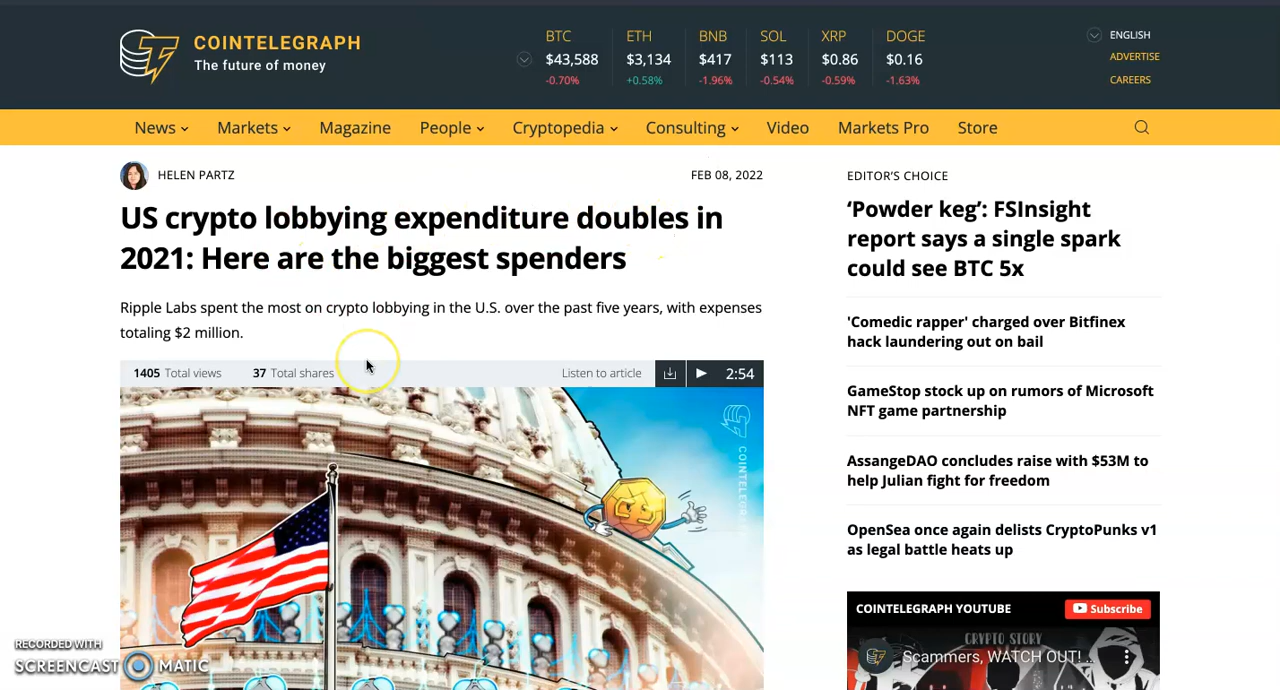 COINTELEGRAPH
The future of money
BTC
$43,588
-0.70%
ETH
$3,134
+0.58%
BNB
$417
-1.96%
SOL
$113
-0.54%
XRP
$0.86
-0.59%
DOGE
$0.16
-1.63%
ENGLISH
ADVERTISE
CAREERS
News Markets Magazine People Cryptopedia Consulting Video Markets Pro Store
HELEN PARTZ
FEB 08, 2022
US crypto lobbying expenditure doubles in
2021: Here are the biggest spenders
Ripple Labs spent the most on crypto lobbying in the U.S. over the past five years, with expenses
totaling $2 million.
1405 Total views 37 Total shares Listen to article 2:54
COINTELEGRAPH
EDITOR'S CHOICE
‘Powder keg’: FSInsight
report says a single spark
could see BTC 5x
'Comedic rapper' charged over Bitfinex
hack laundering out on bail
GameStop stock up on rumors of Microsoft
NFT game partnership
AssangeDAO concludes raise with $53M to
help Julian fight for freedom
OpenSea once again delists CryptoPunks v1
as legal battle heats up
COINTELEGRAPH YOUTUBE Subscribe
CRYPTO STORY
Scammers, WATCH OUT! ...
RECORDED WITH
SCREENCAST MATIC